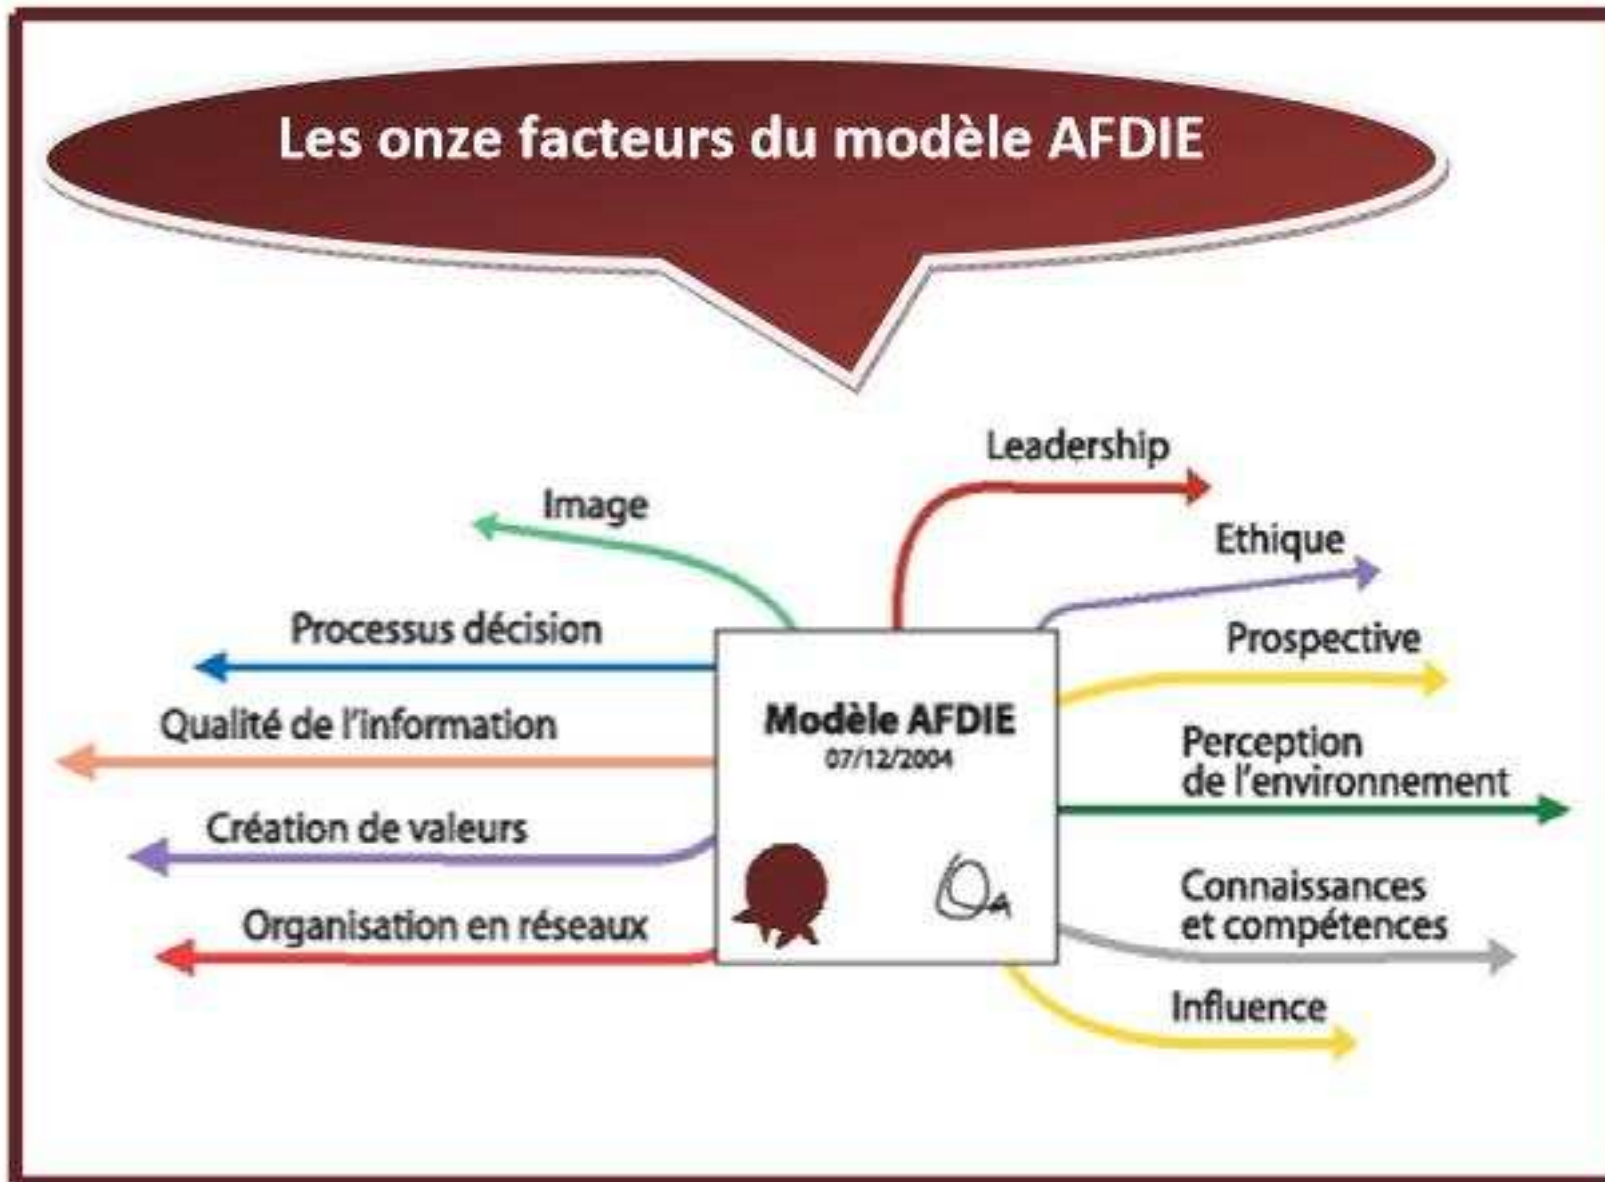 Les onze facteurs du modèle AFDIE
Leadership
Image
Ethique
Processus décision
Prospective
Qualité de l'information
Modèle AFDIE
07/12/2004
Perception
de l'environnement
Création de valeurs
Connaissances
et compétences
Organisation en réseaux
Influence